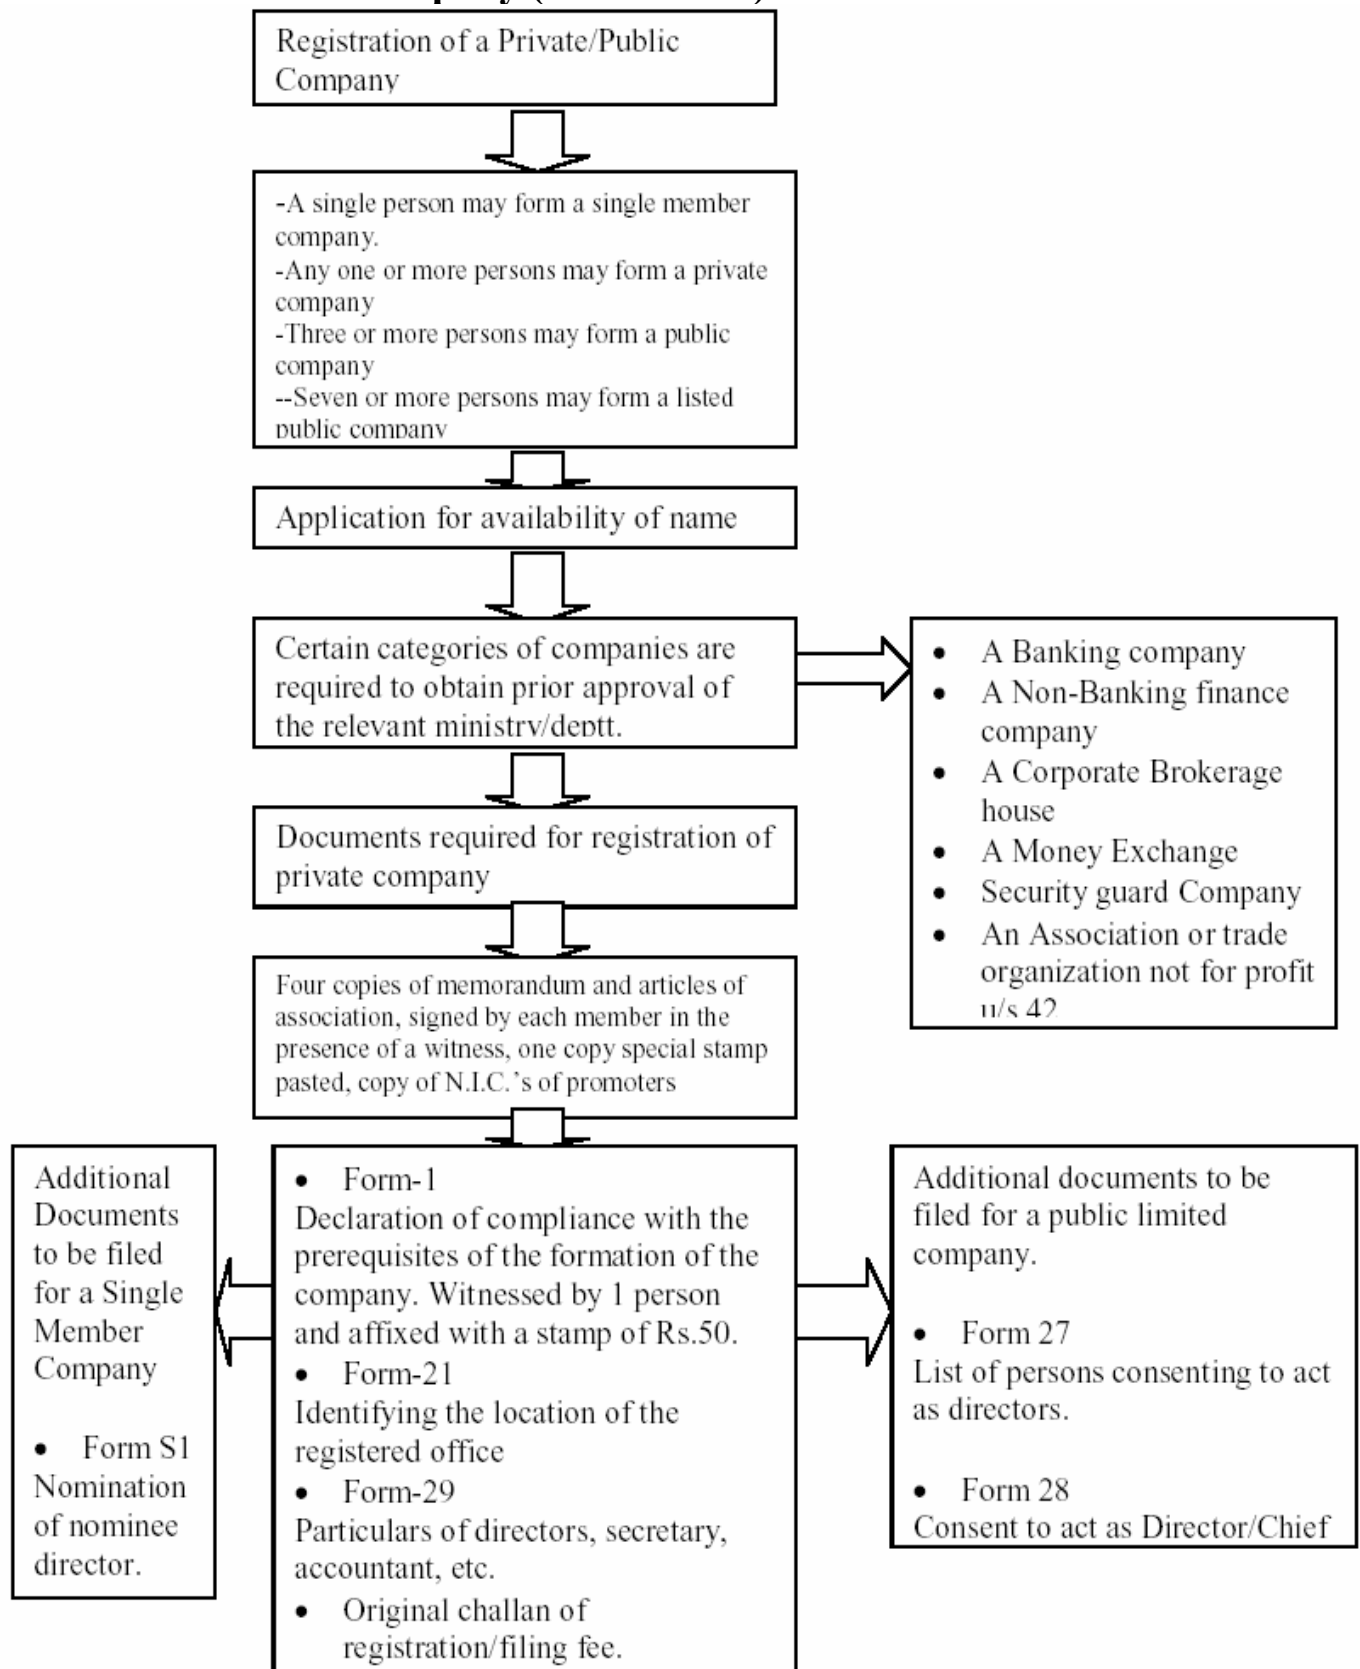 Registration of a Private/Public
Company
-A single person may form a single member
company.
-Any one or more persons may form a private
company
-Three or more persons may form a public
company
--Seven or more persons may form a listed
public company
Application for availability of name
Certain categories of companies are
required to obtain prior approval of
the relevant ministry/deptt.
• A Banking company
• A Non-Banking finance
company
• A Corporate Brokerage
house
• A Money Exchange
• Security guard Company
• An Association or trade
organization not for profit
u/s 42
Documents required for registration of
private company
Four copies of memorandum and articles of
association, signed by each member in the
presence of a witness, one copy special stamp
pasted, copy of N.I.C.’s of promoters
Additional
Documents
to be filed
for a Single
Member
Company
• Form S1
Nomination
of nominee
director.
• Form-1
Declaration of compliance with the
prerequisites of the formation of the
company. Witnessed by 1 person
and affixed with a stamp of Rs.50.
• Form-21
Identifying the location of the
registered office
• Form-29
Particulars of directors, secretary,
accountant, etc.
• Original challan of
registration/filing fee.
Additional documents to be
filed for a public limited
company.
• Form 27
List of persons consenting to act
as directors.
• Form 28
Consent to act as Director/Chief